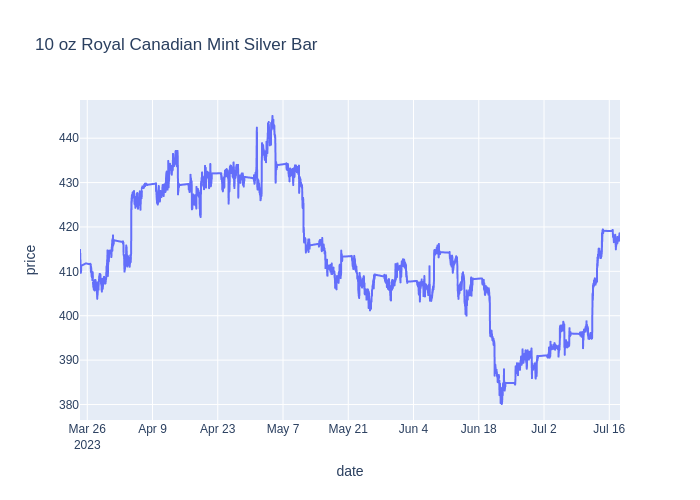 10 oz Royal Canadian Mint Silver Bar
price
440
430
420
410
400
390
380
Mar 26 Apr 9 Apr 23 May 7 May 21 Jun 4 Jun 18 Jul 2 Jul 16
2023
date